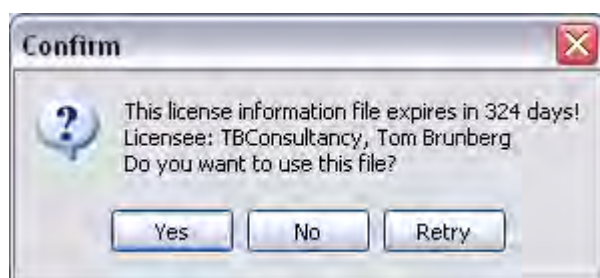 Confirm
This license information file expires in 324 days!
Licensee: TBConsultancy, Tom Brunberg
Do you want to use this file?
Yes No Retry